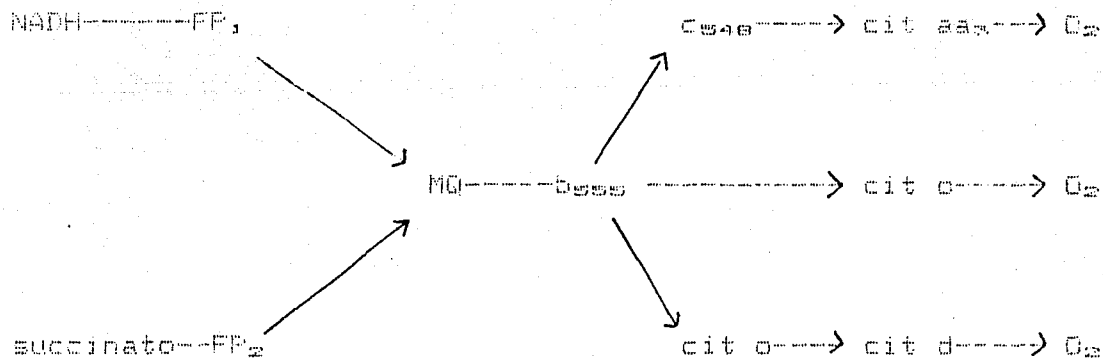 NADH-------FP₁ c₅₄₈-----> cit aa₃---> O₂
MQ-----b₅₅₅ ---------> cit o----> O₂
succinato--FP₂ cit o---> cit d----> O₂